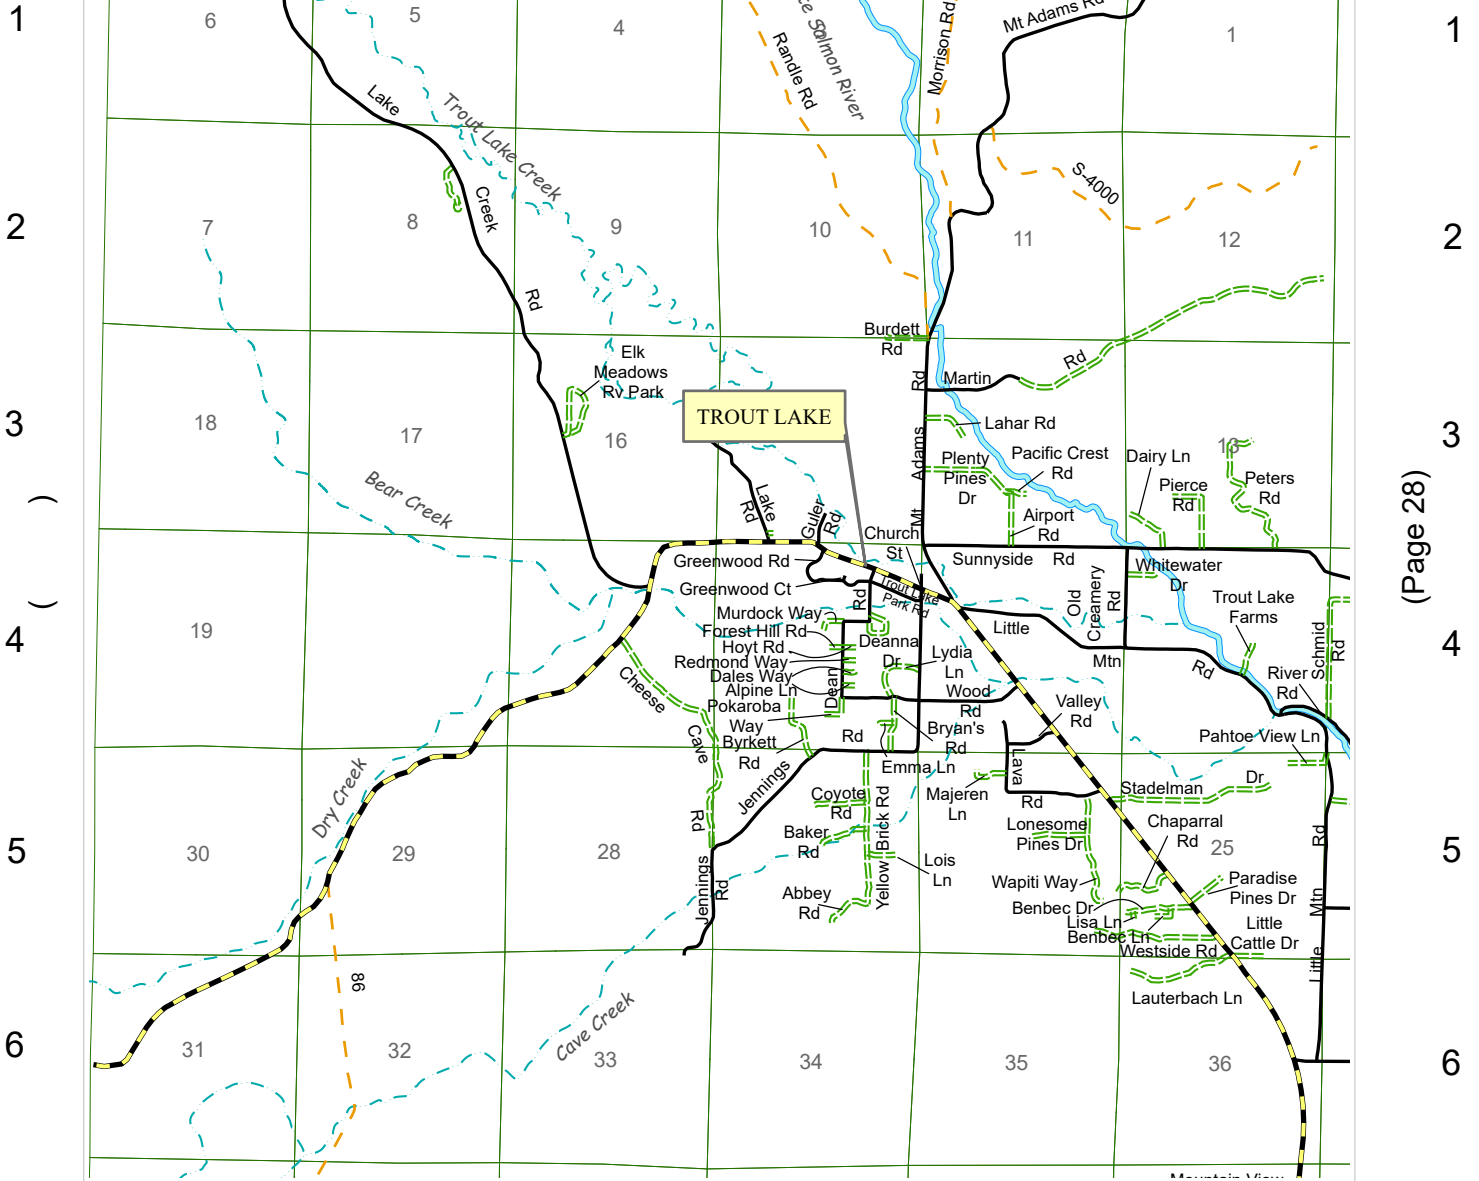 1
6
5
4
1
1
Mt Adams Rd
Morrison Rd
Salmon River
Randle Rd
Lake
Trout Lake Creek
Creek
Rd
S-4000
2
7
8
9
10
11
12
2
Burdett
Rd
Elk
Meadows
Rv Park
Martin
Rd
Rd
TROUT LAKE
3
18
17
16
13
3
Adams
Mt
Lahar Rd
Plenty
Pines
Dr
Pacific Crest
Rd
Dairy Ln
Pierce
Rd
Peters
Rd
Airport
Rd
Bear Creek
Lake
Rd
Guler
Rd
Church
St
(Page 28)
( )
Sunnyside Rd
Whitewater
Dr
Greenwood Rd
Greenwood Ct
Trout Lake
Park Rd
Old
Creamery
Rd
Trout Lake
Farms
4
19
4
Murdock Way
Forest Hill Rd
Hoyt Rd
Redmond Way
Dales Way
Alpine Ln
Pokaroba
Way
Byrkett
Rd
Rd
Dean
Deanna
Dr
Lydia
Ln
Little
Mtn
Rd
Schmid
Rd
River
Rd
Wood
Rd
Valley
Rd
Bryan's
Rd
Pahtoe View Ln
Cheese
Cave
Rd
Rd
Jennings
Emma Ln
Lava
Rd
Majeren
Ln
Stadelman
Dr
Dry Creek
Coyote
Rd
Baker
Rd
Yellow Brick Rd
Lonesome
Pines Dr
Chaparral
Rd
5
30
29
28
25
5
Rd
Lois
Ln
Wapiti Way
Paradise
Pines Dr
Jennings
Rd
Abbey
Rd
Benbec Dr
Lisa Ln
Benbec Ln
Westside Rd
Little
Cattle Dr
Mtn
Little
Lauterbach Ln
86
Cave Creek
6
31
32
33
34
35
36
6